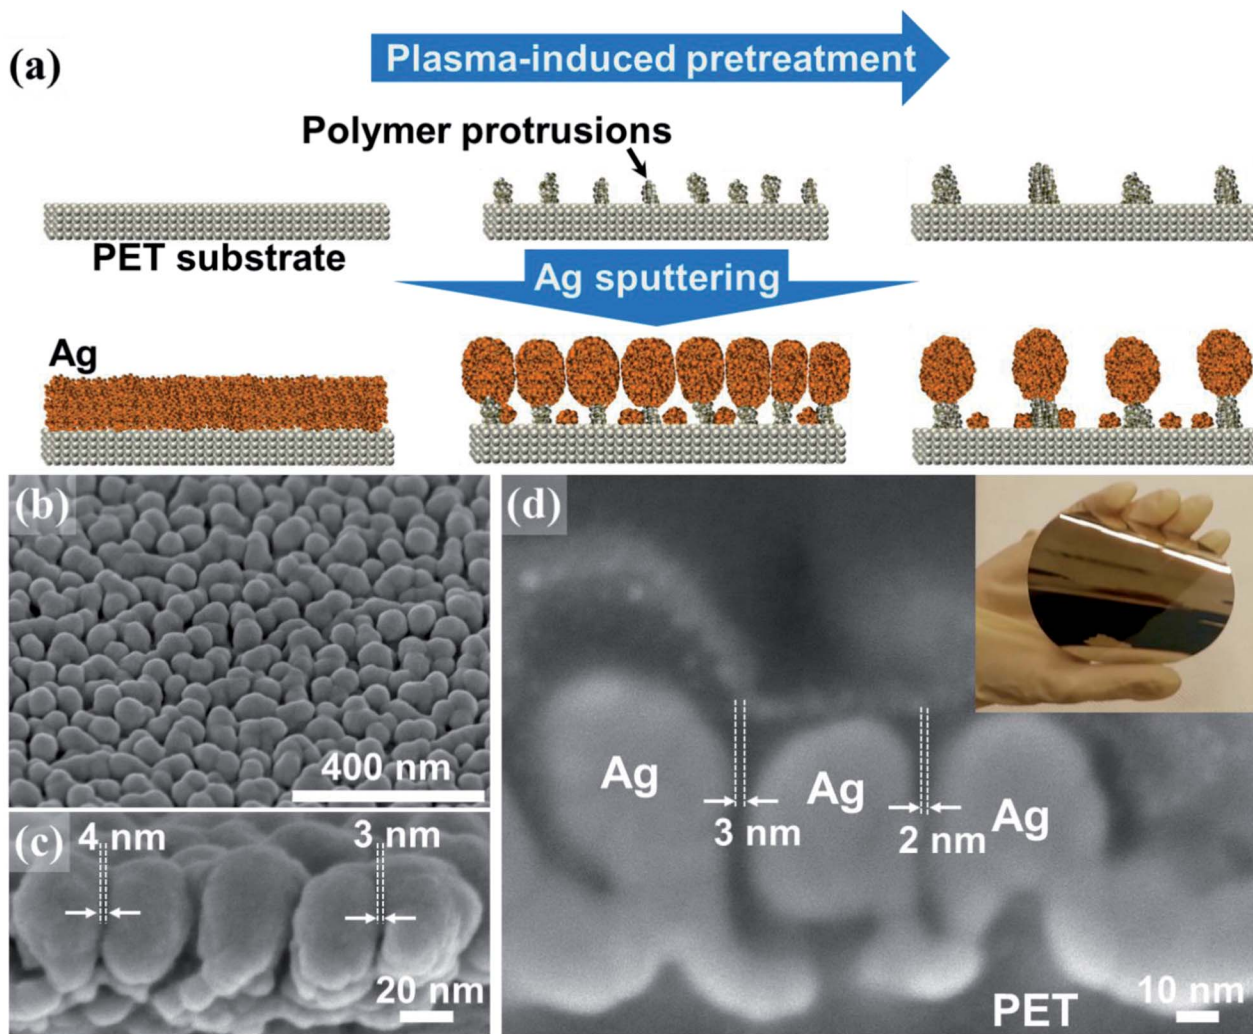 (a)
Plasma-induced pretreatment
Polymer protrusions
PET substrate
Ag sputtering
Ag
(b)
400 nm
(c)
4 nm
3 nm
20 nm
(d)
Ag
Ag
Ag
3 nm
2 nm
PET
10 nm